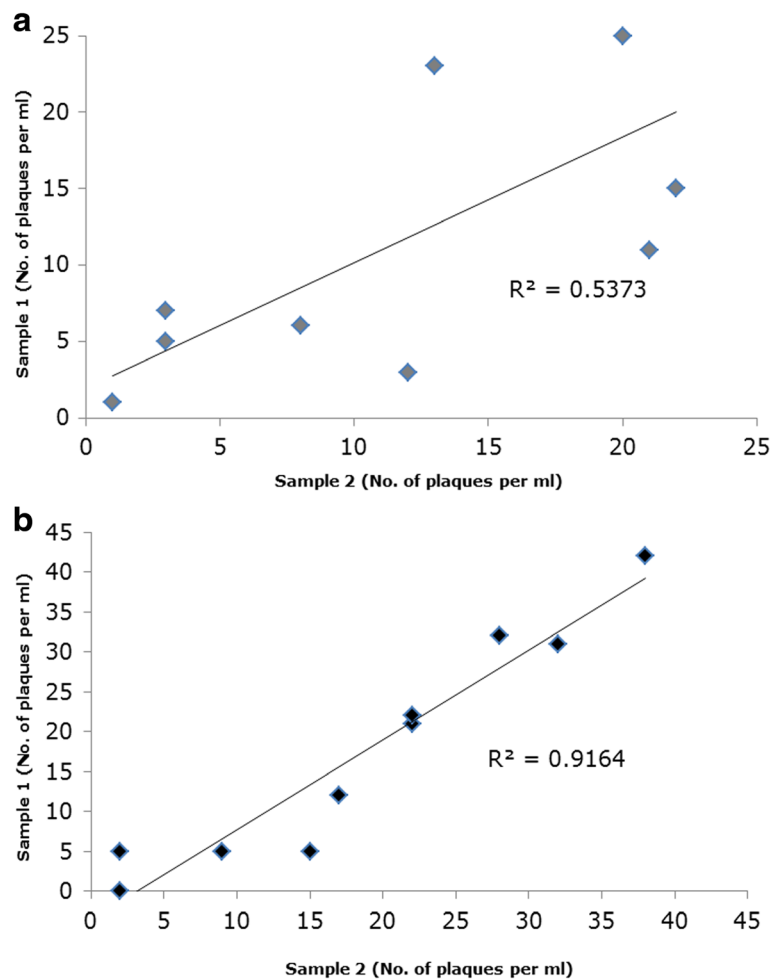 a
25
20
15
10
5
0
Sample 1 (No. of plaques per ml)
R² = 0.5373
0 5 10 15 20 25
Sample 2 (No. of plaques per ml)
b
45
40
35
30
25
20
15
10
5
0
Sample 1 (No. of plaques per ml)
R² = 0.9164
0 5 10 15 20 25 30 35 40 45
Sample 2 (No. of plaques per ml)